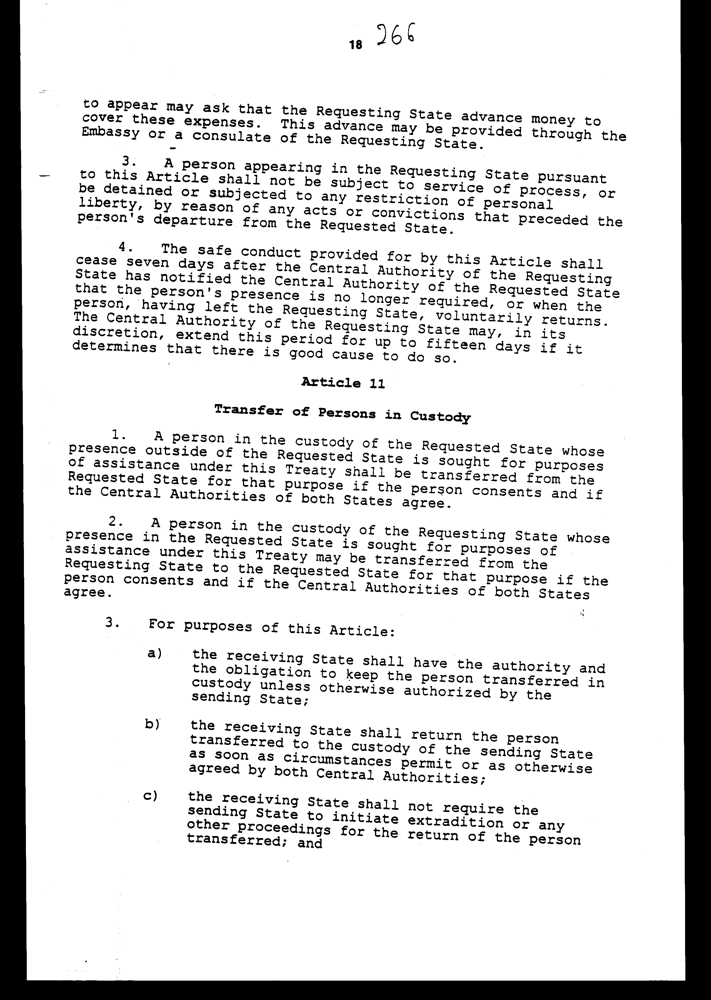 18 266
to appear may ask that the Requesting State advance money to
cover these expenses. This advance may be provided through the
Embassy or a consulate of the Requesting State.
3. A person appearing in the Requesting State pursuant
to this Article shall not be subject to service of process, or
be detained or subjected to any restriction of personal
liberty, by reason of any acts or convictions that preceded the
person's departure from the Requested State.
4. The safe conduct provided for by this Article shall
cease seven days after the Central Authority of the Requesting
State has notified the Central Authority of the Requested State
that the person's presence is no longer required, or when the
person, having left the Requesting State, voluntarily returns.
The Central Authority of the Requesting State may, in its
discretion, extend this period for up to fifteen days if it
determines that there is good cause to do so.
Article 11
Transfer of Persons in Custody
1. A person in the custody of the Requested State whose
presence outside of the Requested State is sought for purposes
of assistance under this Treaty shall be transferred from the
Requested State for that purpose if the person consents and if
the Central Authorities of both States agree.
2. A person in the custody of the Requesting State whose
presence in the Requested State is sought for purposes of
assistance under this Treaty may be transferred from the
Requesting State to the Requested State for that purpose if the
person consents and if the Central Authorities of both States
agree.
3. For purposes of this Article:
a) the receiving State shall have the authority and
the obligation to keep the person transferred in
custody unless otherwise authorized by the
sending State;
b) the receiving State shall return the person
transferred to the custody of the sending State
as soon as circumstances permit or as otherwise
agreed by both Central Authorities;
c) the receiving State shall not require the
sending State to initiate extradition or any
other proceedings for the return of the person
transferred; and